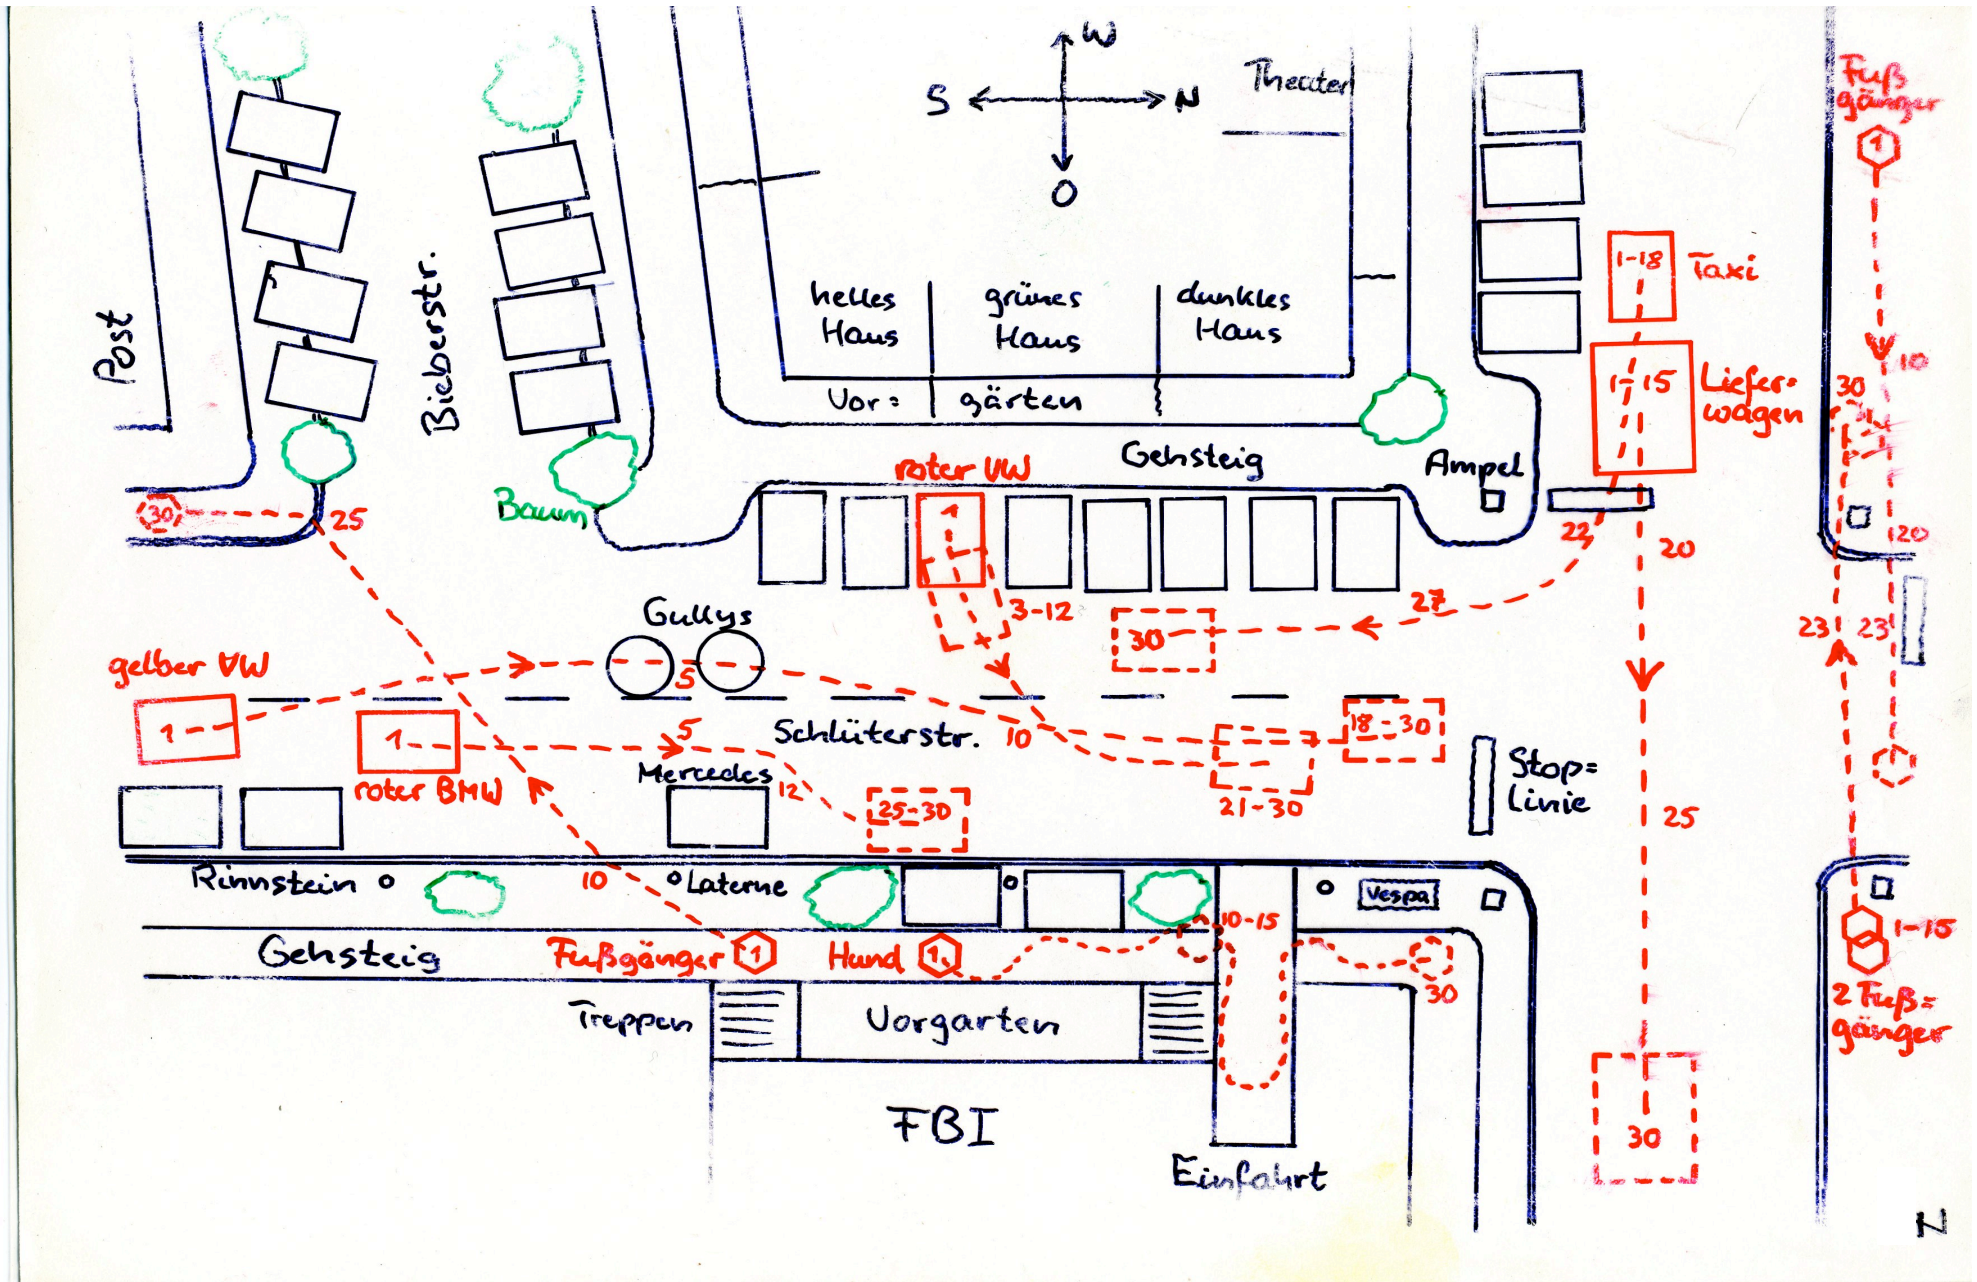 W
S
N
O
Theater
Fuß
gänger
1
1-18
Taxi
Post
Bieberstr.
helles
Haus
grünes
Haus
dunkles
Haus
1-15
Liefer=
wagen
10
30
Vor=
gärten
Gehsteig
Ampel
roter VW
Baum
1
30
25
22
20
20
Gullys
3-12
27
30
23
23
gelber VW
5
1
1
5
Schlüterstr.
10
18-30
roter BMW
Mercedes
12
25-30
21-30
Stop=
Linie
25
Rinnstein
10
Laterne
Vespa
10-15
1-15
Gehsteig
Fußgänger
1
Hund
1
30
2 Fuß=
gänger
Treppen
Vorgarten
FBI
30
Einfahrt
N